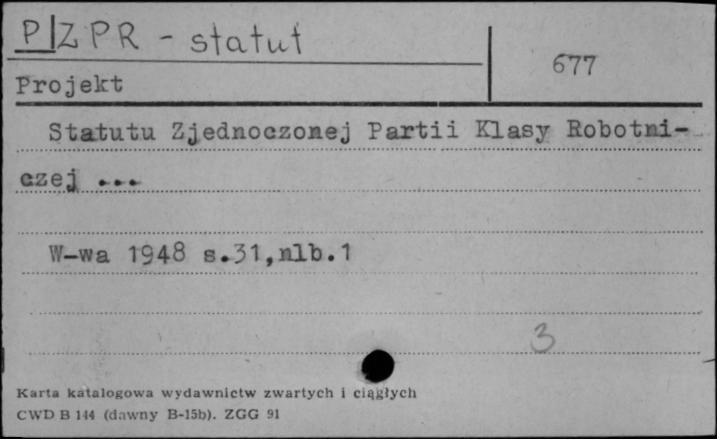 PZPR - statut
677
Projekt
Statutu Zjednoczonej Partii Klasy Robotni-
czej ...
W-wa 1948 s.31,nlb.1
3
Karta katalogowa wydawnictw zwartych i ciągłych
CWD B 144 (dawny B-15b). ZGG 91